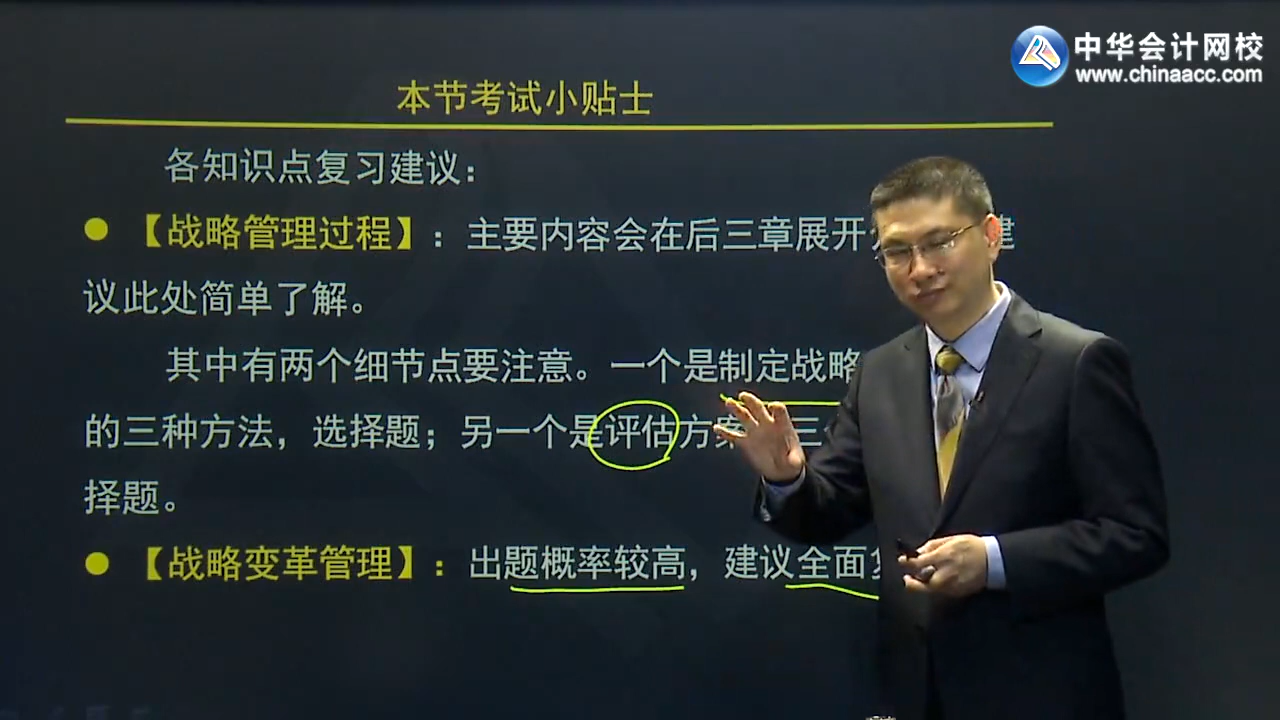 中华会计网校
www.chinaacc.com
本节考试小贴士
各知识点复习建议：
● 【战略管理过程】：主要内容会在后三章展开 建
议此处简单了解。
其中有两个细节点要注意。一个是制定战略
的三种方法，选择题；另一个是评估方案 三
择题。
● 【战略变革管理】：出题概率较高，建议全面